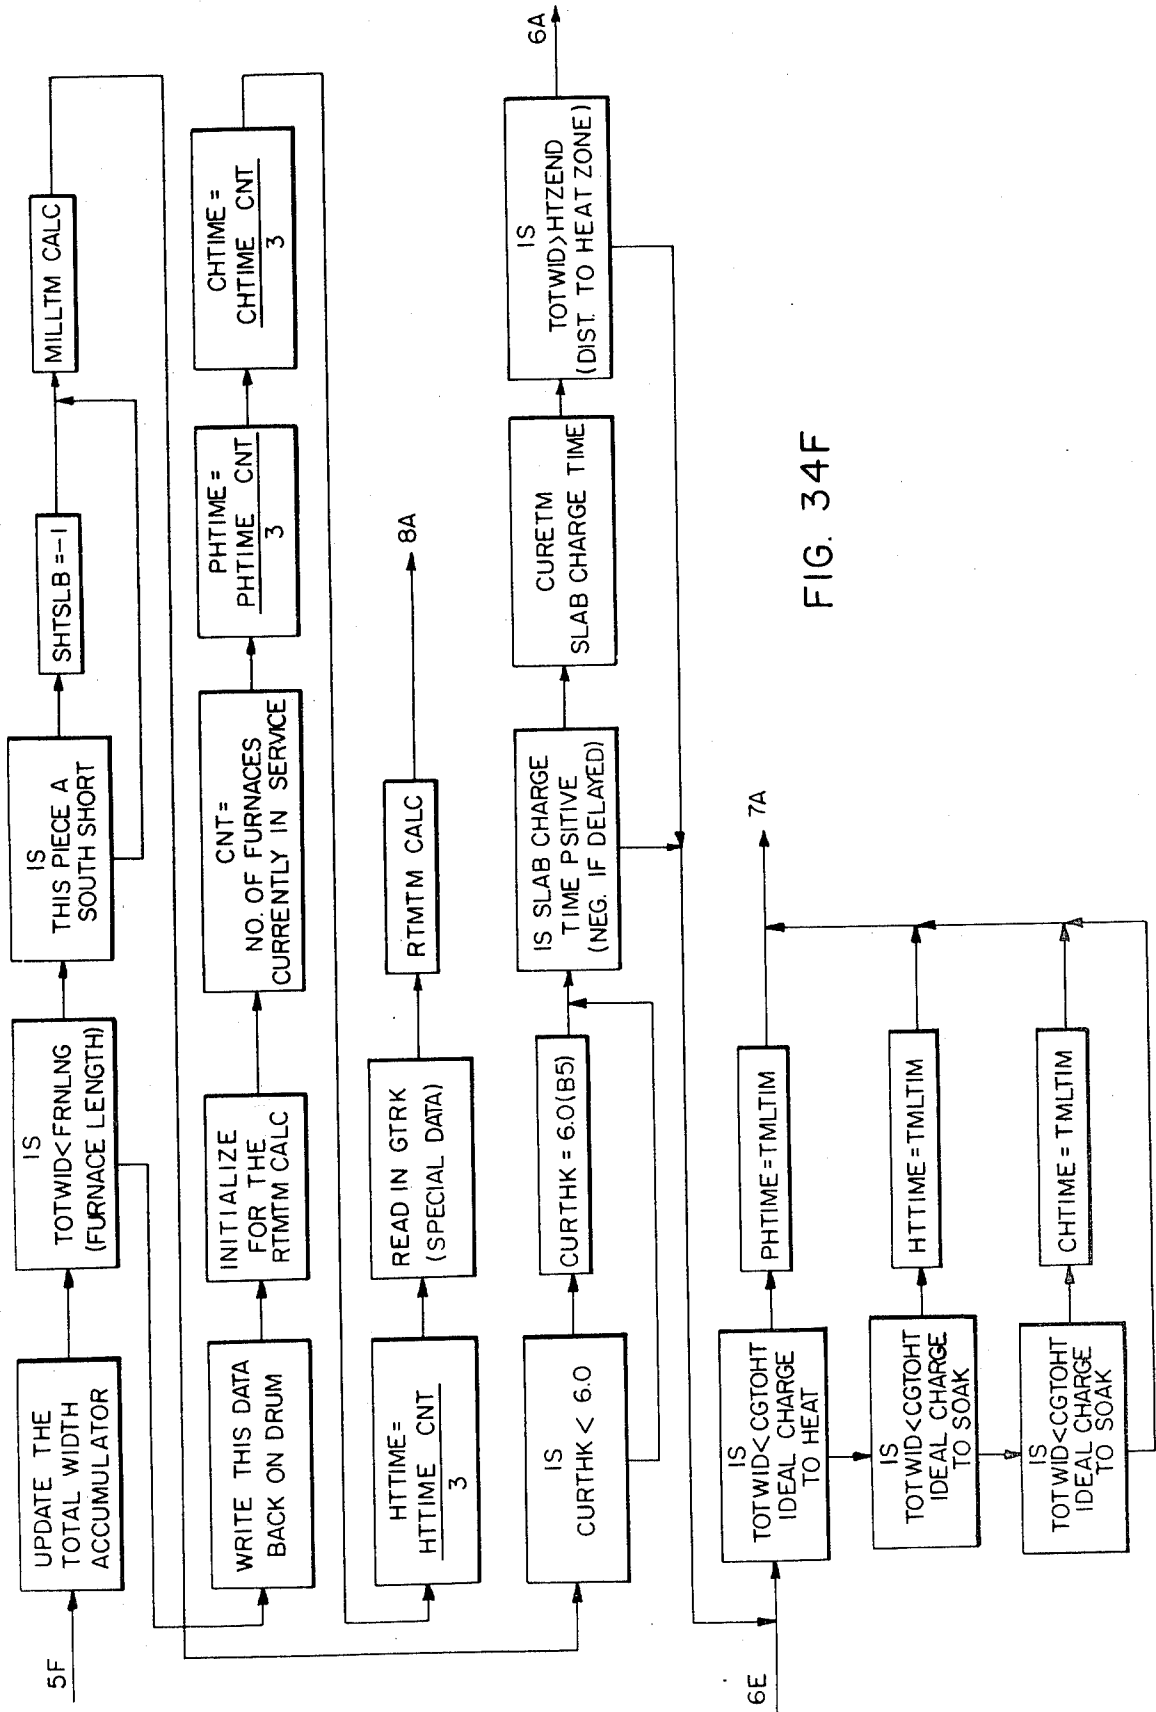 5F
UPDATE THE
TOTAL WIDTH
ACCUMULATOR
IS
TOTWID<FRNLNG
(FURNACE LENGTH)
IS
THIS PIECE A
SOUTH SHORT
SHTSLB=-1
MILLTM CALC
WRITE THIS DATA
BACK ON DRUM
INITIALIZE
FOR THE
RTMTM CALC
CNT=
NO. OF FURNACES
CURRENTLY IN SERVICE
PHTIME=
PHTIME CNT
3
CHTIME=
CHTIME CNT
3
HTTIME=
HTTIME CNT
3
READ IN GTRK
(SPECIAL DATA)
RTMTM CALC
8A
IS
CURTHK < 6.0
CURTHK = 6.0(B5)
IS SLAB CHARGE
TIME PSITIVE
(NEG. IF DELAYED)
CURETM
SLAB CHARGE TIME
IS
TOTWID>HTZEND
(DIST. TO HEAT ZONE)
6A
6E
IS
TOTWID<CGTOHT
IDEAL CHARGE
TO HEAT
PHTIME=TMLTIM
7A
IS
TOTWID<CGTOHT
IDEAL CHARGE
TO SOAK
HTTIME=TMLTIM
IS
TOTWID<CGTOHT
IDEAL CHARGE
TO SOAK
CHTIME=TMLTIM
FIG. 34F